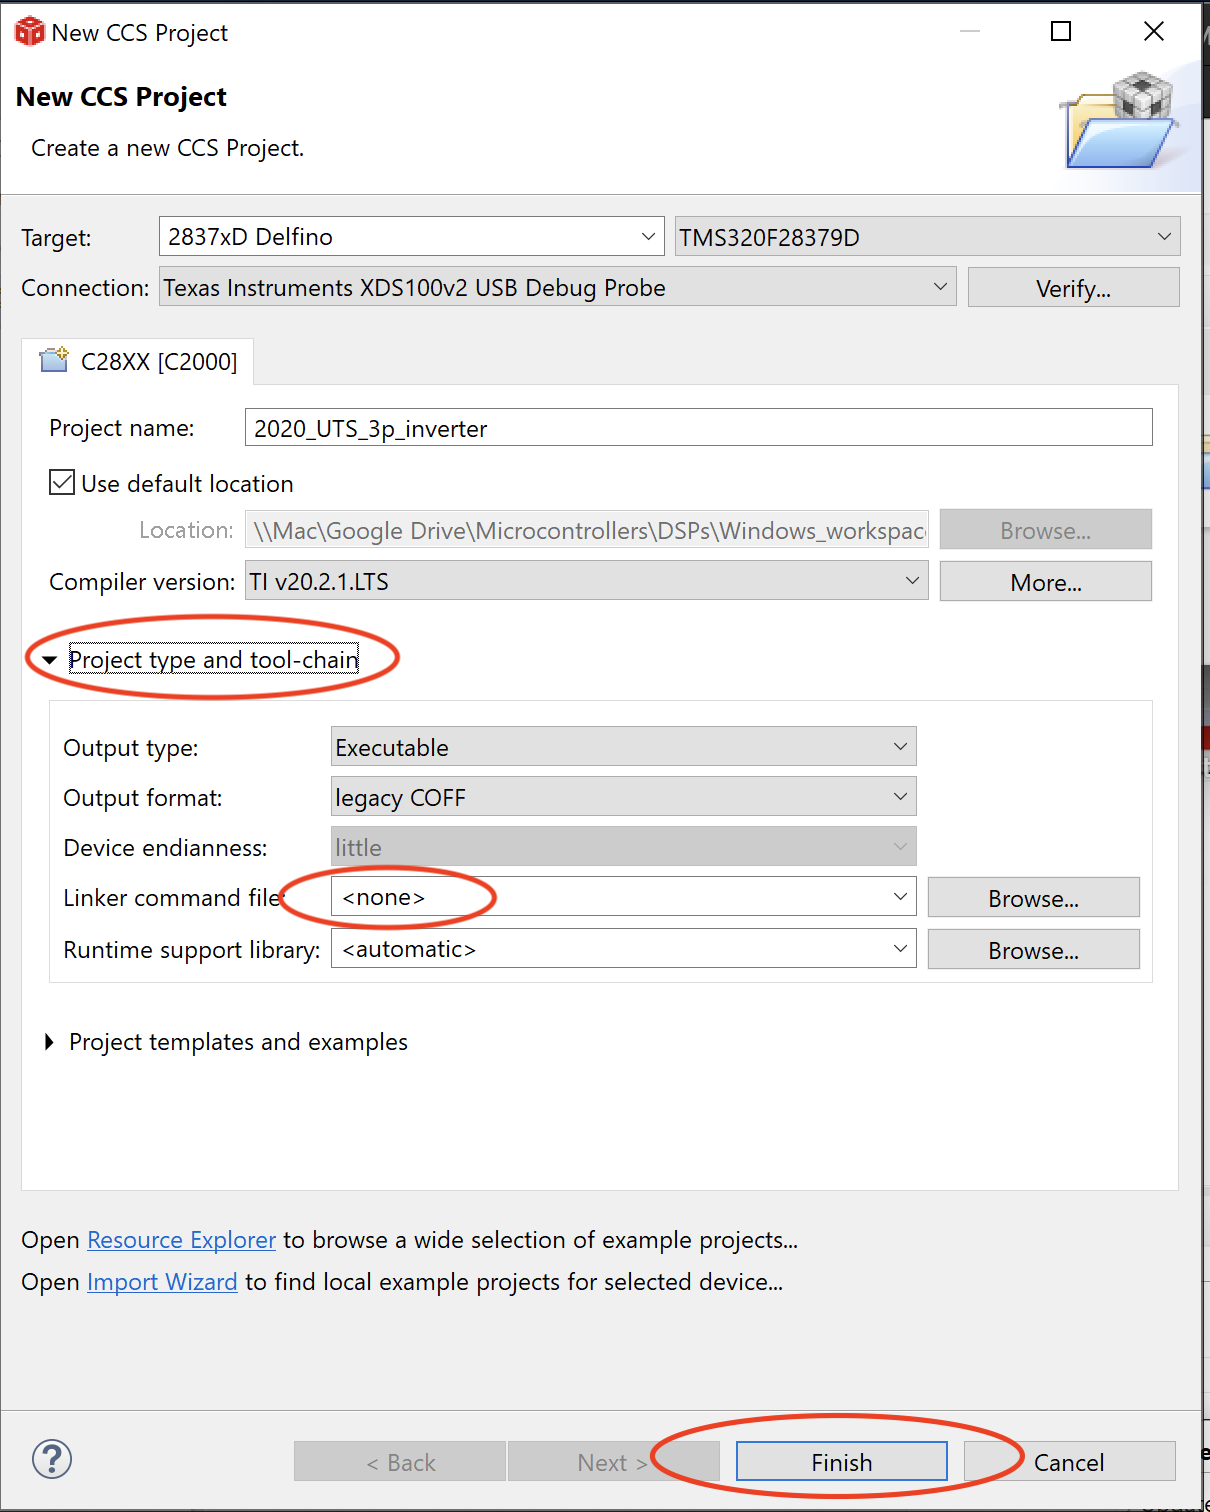 New CCS Project
New CCS Project
Create a new CCS Project.
Target: 2837xD Delfino TMS320F28379D
Connection: Texas Instruments XDS100v2 USB Debug Probe Verify...
C28XX [C2000]
Project name: 2020_UTS_3p_inverter
Use default location
Location: \\Mac\Google Drive\Microcontrollers\DSPs\Windows_workspac Browse...
Compiler version: TI v20.2.1.LTS More...
Project type and tool-chain
Output type: Executable
Output format: legacy COFF
Device endianness: little
Linker command file: <none> Browse...
Runtime support library: <automatic> Browse...
Project templates and examples
Open Resource Explorer to browse a wide selection of example projects...
Open Import Wizard to find local example projects for selected device...
? < Back Next > Finish Cancel